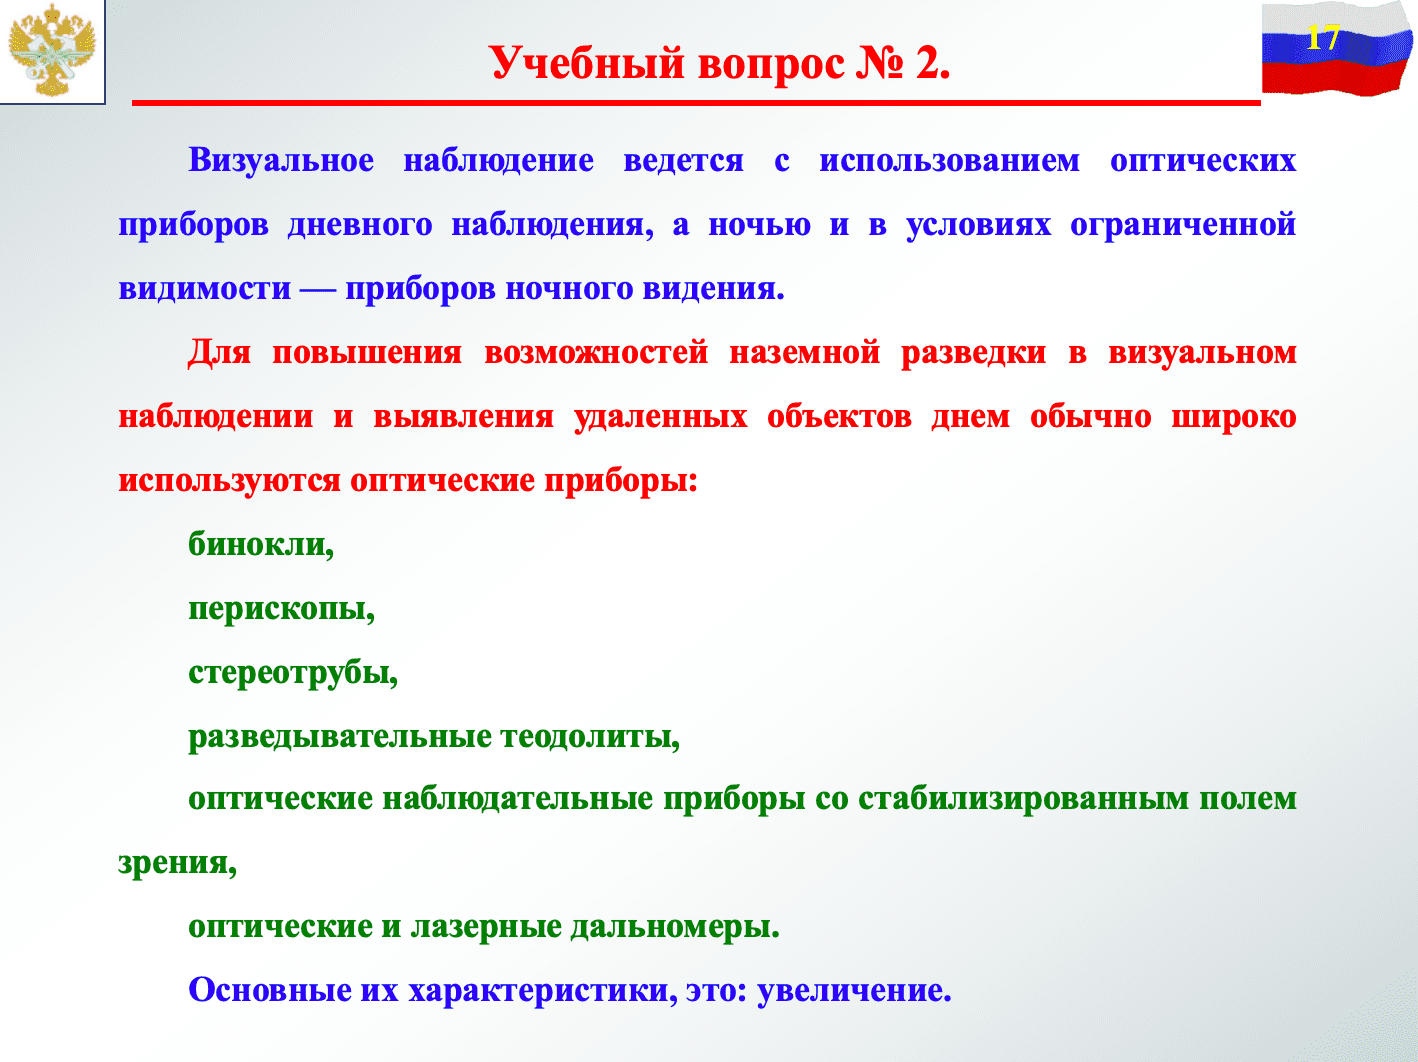 17
Учебный вопрос № 2.
Визуальное наблюдение ведется с использованием оптических
приборов дневного наблюдения, а ночью и в условиях ограниченной
видимости — приборов ночного видения.
Для повышения возможностей наземной разведки в визуальном
наблюдении и выявления удаленных объектов днем обычно широко
используются оптические приборы:
бинокли,
перископы,
стереотрубы,
разведывательные теодолиты,
оптические наблюдательные приборы со стабилизированным полем
зрения,
оптические и лазерные дальномеры.
Основные их характеристики, это: увеличение.